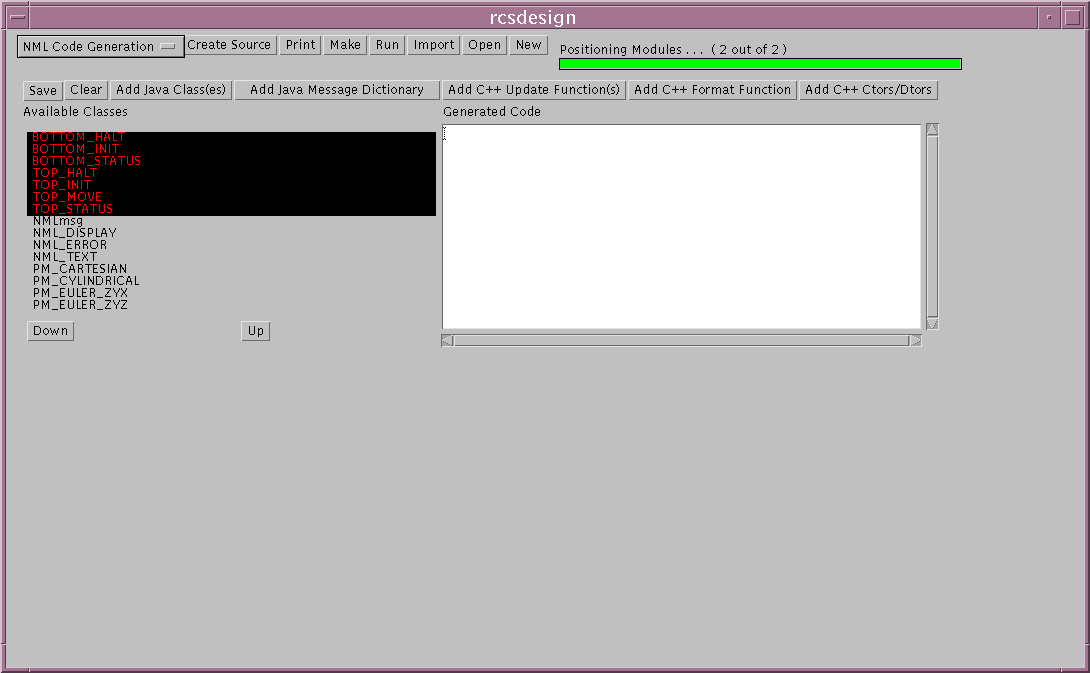 rcsdesign
NML Code Generation Create Source Print Make Run Import Open New
Positioning Modules . . . ( 2 out of 2 )
Save Clear Add Java Class(es) Add Java Message Dictionary Add C++ Update Function(s) Add C++ Format Function Add C++ Ctors/Dtors
Available Classes
BOTTOM_HALT
BOTTOM_INIT
BOTTOM_STATUS
TOP_HALT
TOP_INIT
TOP_MOVE
TOP_STATUS
NMLmsg
NML_DISPLAY
NML_ERROR
NML_TEXT
PM_CARTESIAN
PM_CYLINDRICAL
PM_EULER_ZYX
PM_EULER_ZYZ
Down Up
Generated Code